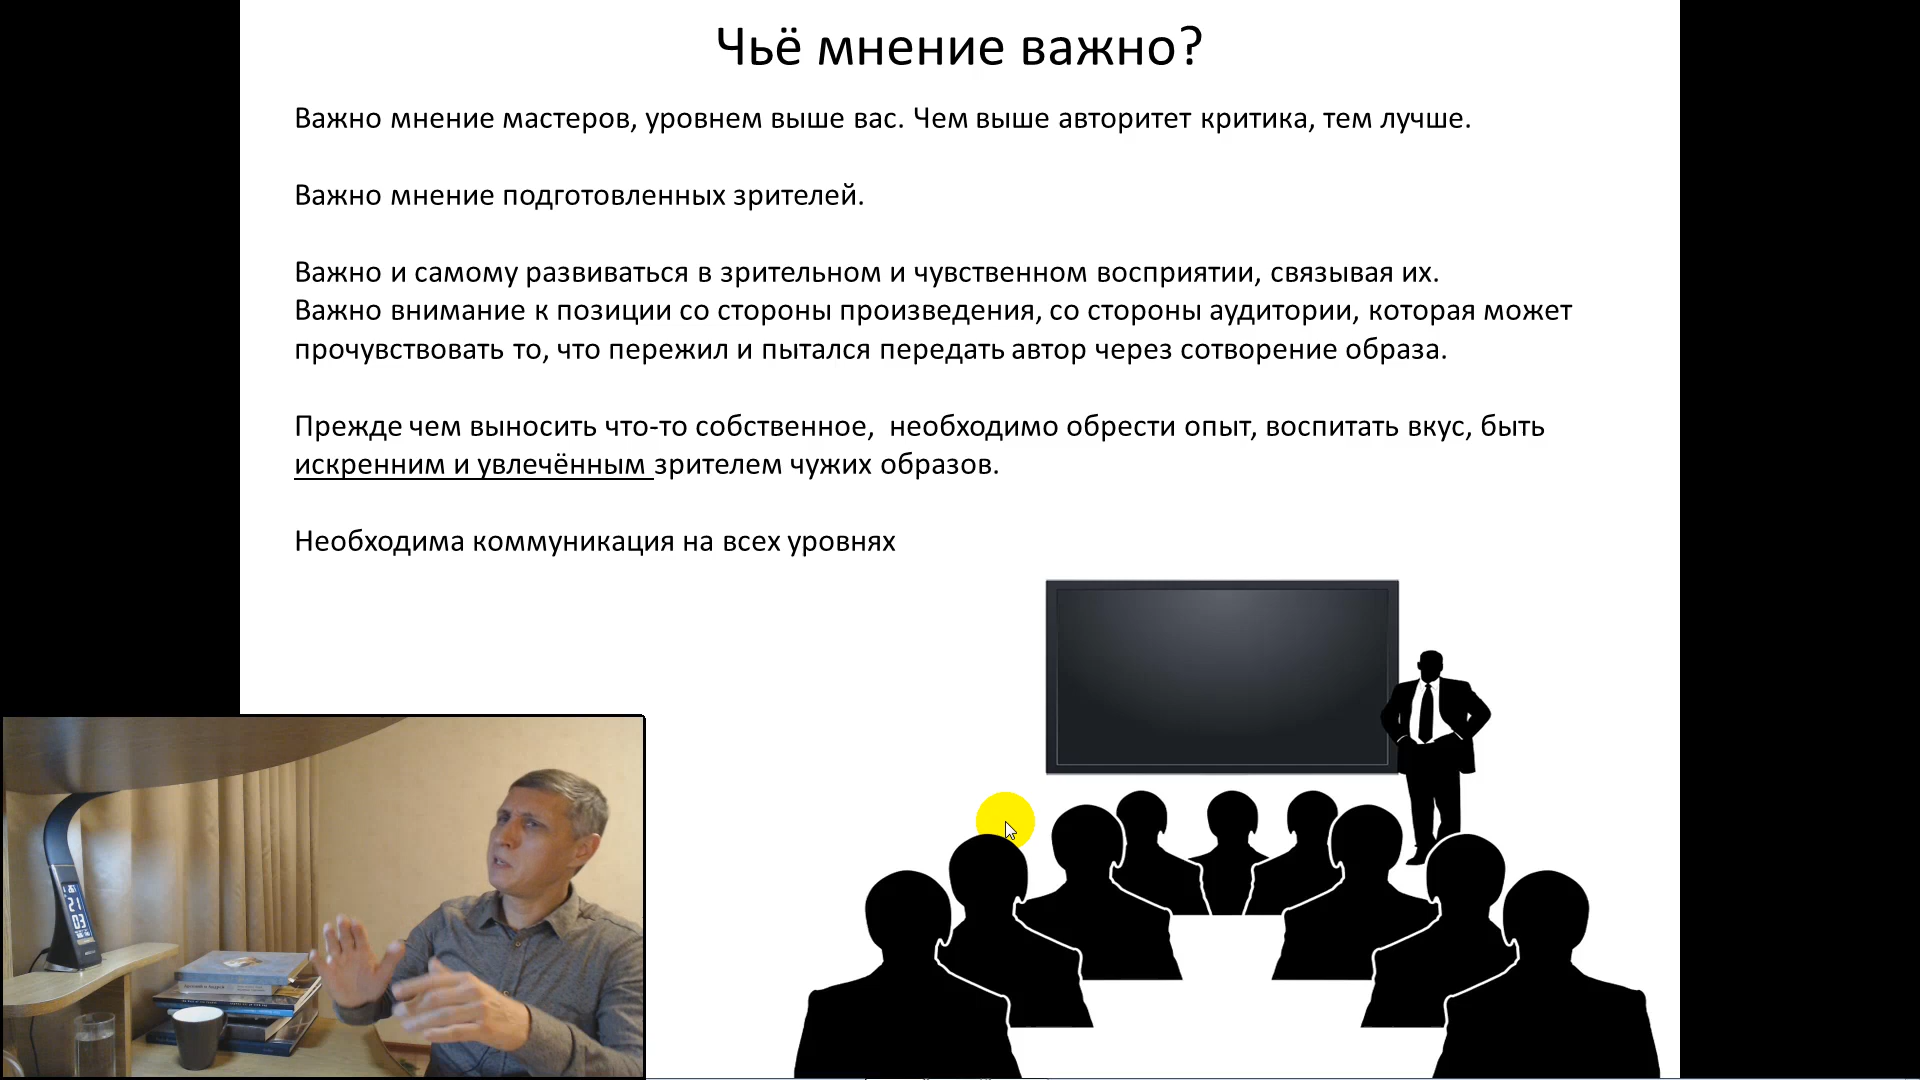 Чьё мнение важно?
Важно мнение мастеров, уровнем выше вас. Чем выше авторитет критика, тем лучше.
Важно мнение подготовленных зрителей.
Важно и самому развиваться в зрительном и чувственном восприятии, связывая их.
Важно внимание к позиции со стороны произведения, со стороны аудитории, которая может
прочувствовать то, что пережил и пытался передать автор через сотворение образа.
Прежде чем выносить что-то собственное,  необходимо обрести опыт, воспитать вкус, быть
искренним и увлечённым зрителем чужих образов.
Необходима коммуникация на всех уровнях
21
03